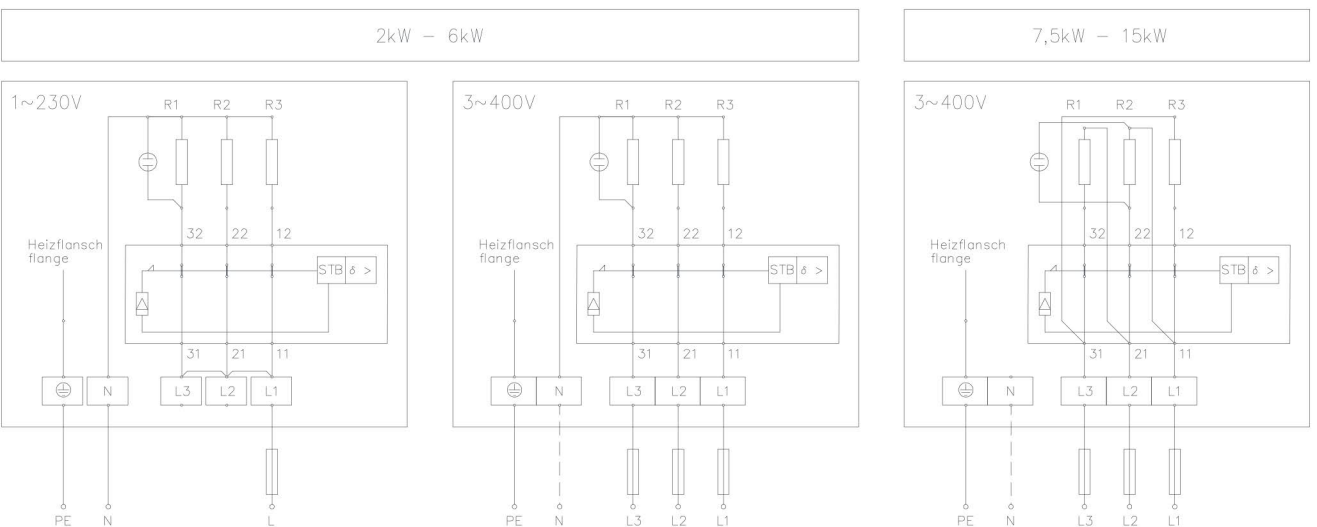 2kW – 6kW
7,5kW – 15kW
1~230V
R1 R2 R3
32 22 12
Heizflansch
flange
STB ϑ >
31 21 11
N L3 L2 L1
PE N L
3~400V
R1 R2 R3
32 22 12
Heizflansch
flange
STB ϑ >
31 21 11
N L3 L2 L1
PE N L3 L2 L1
3~400V
R1 R2 R3
32 22 12
Heizflansch
flange
STB ϑ >
31 21 11
N L3 L2 L1
PE N L3 L2 L1